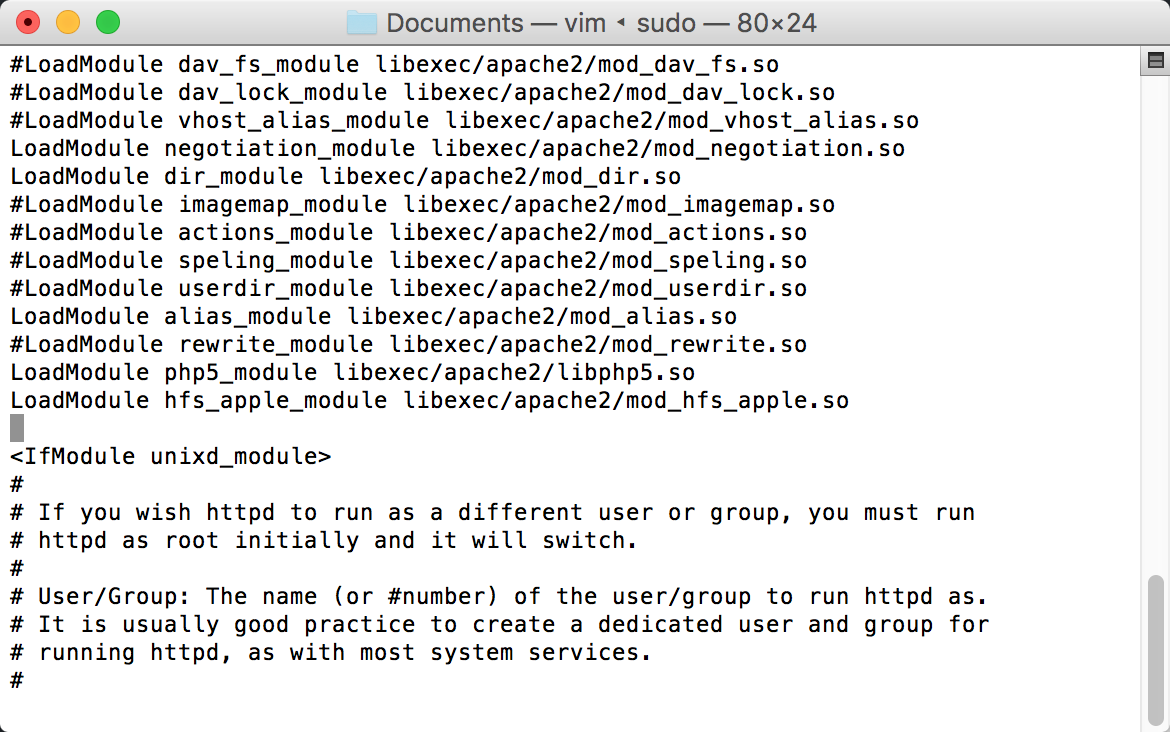 Documents — vim ◂ sudo — 80×24
#LoadModule dav_fs_module libexec/apache2/mod_dav_fs.so
#LoadModule dav_lock_module libexec/apache2/mod_dav_lock.so
#LoadModule vhost_alias_module libexec/apache2/mod_vhost_alias.so
LoadModule negotiation_module libexec/apache2/mod_negotiation.so
LoadModule dir_module libexec/apache2/mod_dir.so
#LoadModule imagemap_module libexec/apache2/mod_imagemap.so
#LoadModule actions_module libexec/apache2/mod_actions.so
#LoadModule speling_module libexec/apache2/mod_speling.so
#LoadModule userdir_module libexec/apache2/mod_userdir.so
LoadModule alias_module libexec/apache2/mod_alias.so
#LoadModule rewrite_module libexec/apache2/mod_rewrite.so
LoadModule php5_module libexec/apache2/libphp5.so
LoadModule hfs_apple_module libexec/apache2/mod_hfs_apple.so
<IfModule unixd_module>
#
# If you wish httpd to run as a different user or group, you must run
# httpd as root initially and it will switch.
#
# User/Group: The name (or #number) of the user/group to run httpd as.
# It is usually good practice to create a dedicated user and group for
# running httpd, as with most system services.
#